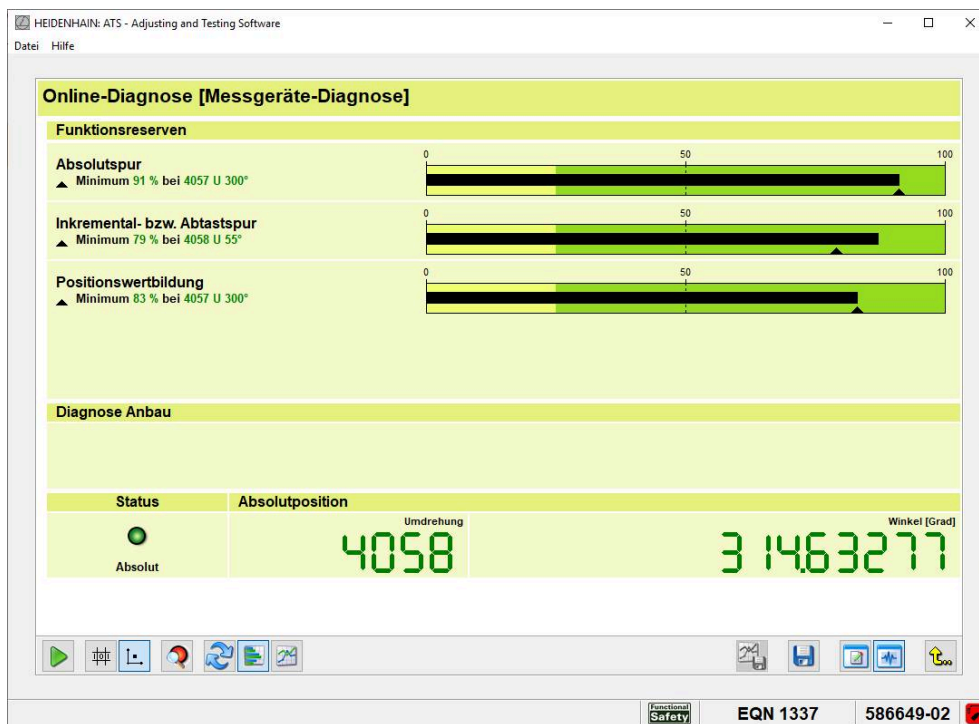 HEIDENHAIN: ATS - Adjusting and Testing Software
Datei Hilfe
Online-Diagnose [Messgeräte-Diagnose]
Funktionsreserven
Absolutspur
Minimum 91 % bei 4057 U 300°
0 50 100
Inkremental- bzw. Abtastspur
Minimum 79 % bei 4058 U 55°
0 50 100
Positionswertbildung
Minimum 83 % bei 4057 U 300°
0 50 100
Diagnose Anbau
Status Absolutposition
Umdrehung Winkel [Grad]
4058 314.63277
Absolut
Functional
Safety
EQN 1337 586649-02